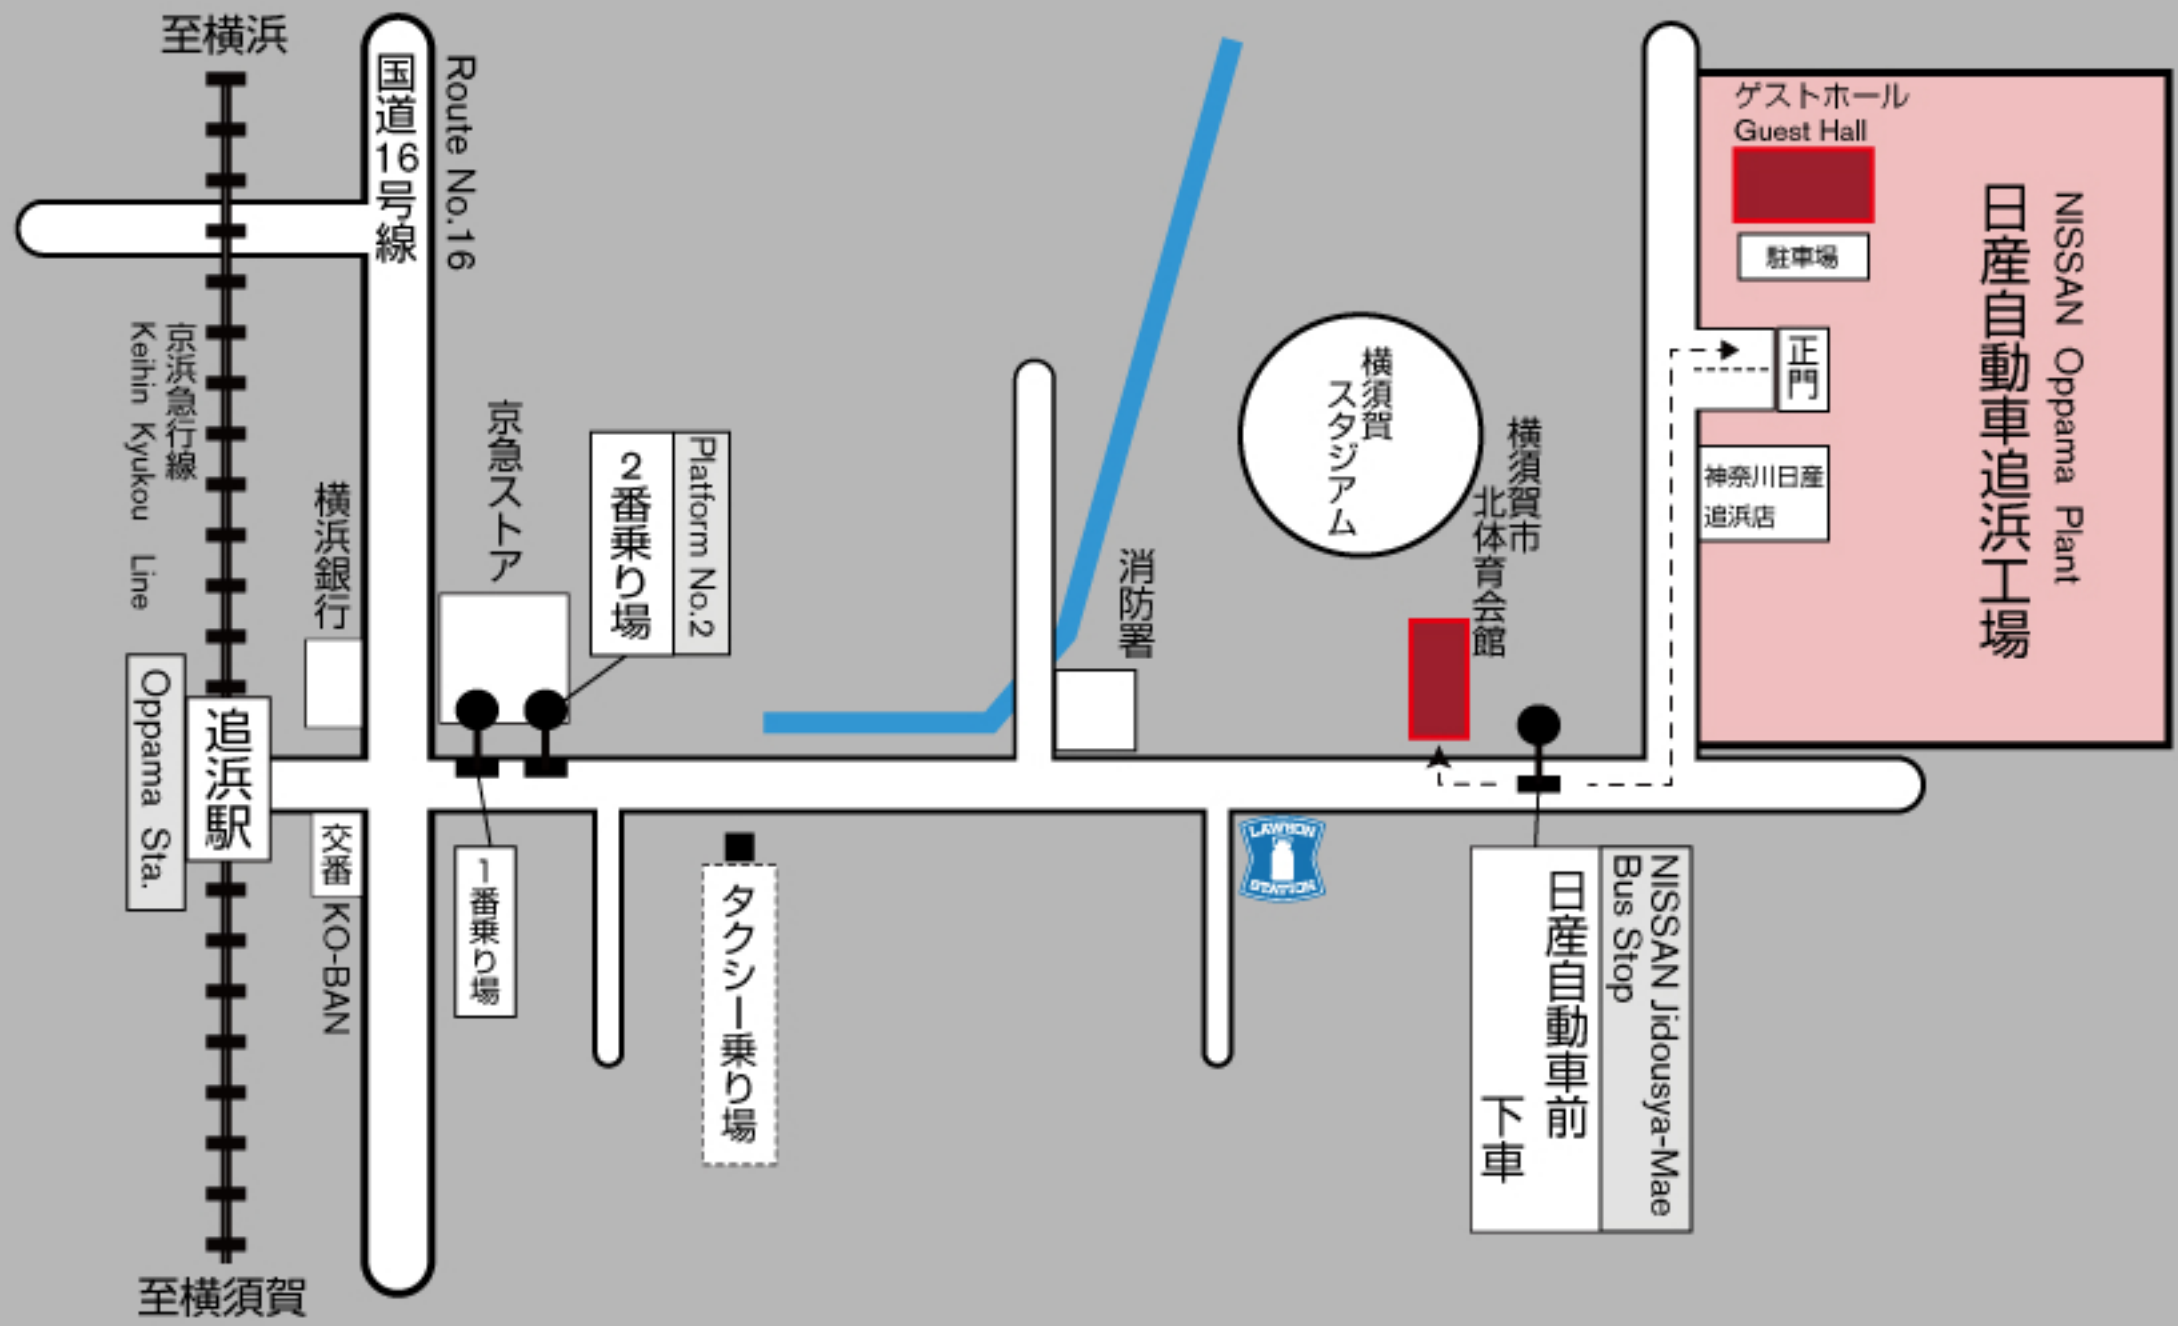 至横浜
国道16号線
Route No.16
京浜急行線
Keihin Kyukou Line
横浜銀行
京急ストア
2番乗り場
Platform No.2
追浜駅
Oppama Sta.
交番
KO-BAN
1番乗り場
タクシー乗り場
至横須賀
消防署
横須賀
スタジアム
横須賀市
北体育会館
LAWSON
STATION
日産自動車前
下車
NISSAN Jidousya-Mae
Bus Stop
ゲストホール
Guest Hall
駐車場
正門
神奈川日産
追浜店
NISSAN Oppama Plant
日産自動車追浜工場